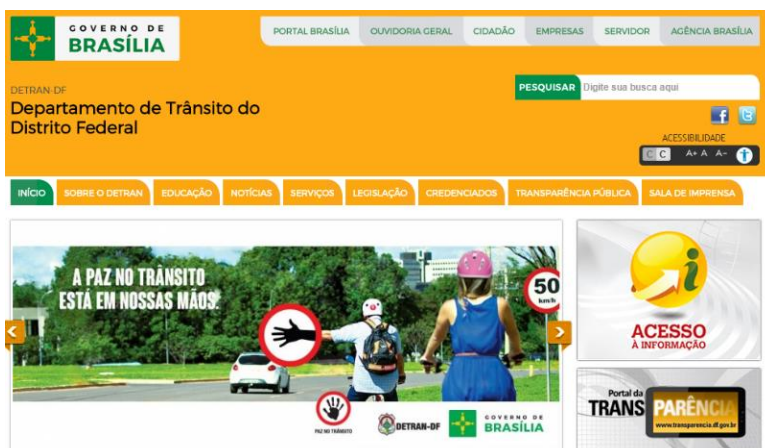 GOVERNO DE
BRASÍLIA
PORTAL BRASÍLIA OUVIDORIA GERAL CIDADÃO EMPRESAS SERVIDOR AGÊNCIA BRASÍLIA
DETRAN-DF
Departamento de Trânsito do
Distrito Federal
PESQUISAR Digite sua busca aqui
ACESSIBILIDADE
C C A+ A A-
INÍCIO SOBRE O DETRAN EDUCAÇÃO NOTÍCIAS SERVIÇOS LEGISLAÇÃO CREDENCIADOS TRANSPARÊNCIA PÚBLICA SALA DE IMPRENSA
A PAZ NO TRÂNSITO
ESTÁ EM NOSSAS MÃOS.
50
km/h
PAZ NO TRÂNSITO
DETRAN-DF
GOVERNO DE
BRASÍLIA
ACESSO
À INFORMAÇÃO
Portal da
TRANSPARÊNCIA
www.transparencia.df.gov.br